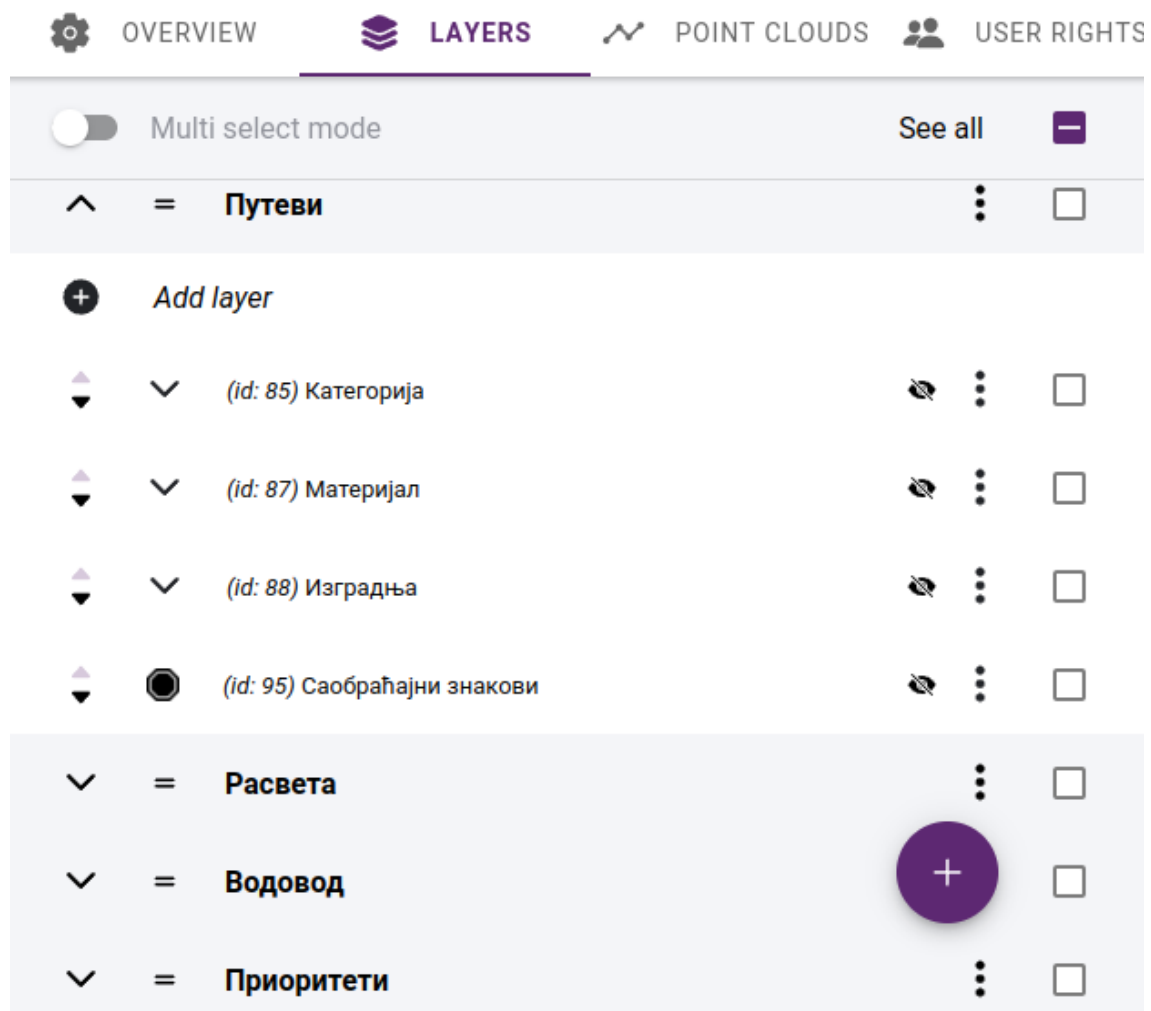 OVERVIEW LAYERS POINT CLOUDS USER RIGHTS
Multi select mode See all
Путеви
Add layer
(id: 85) Категорија
(id: 87) Материјал
(id: 88) Изградња
(id: 95) Саобраћајни знакови
Расвета
Водовод
Приоритети